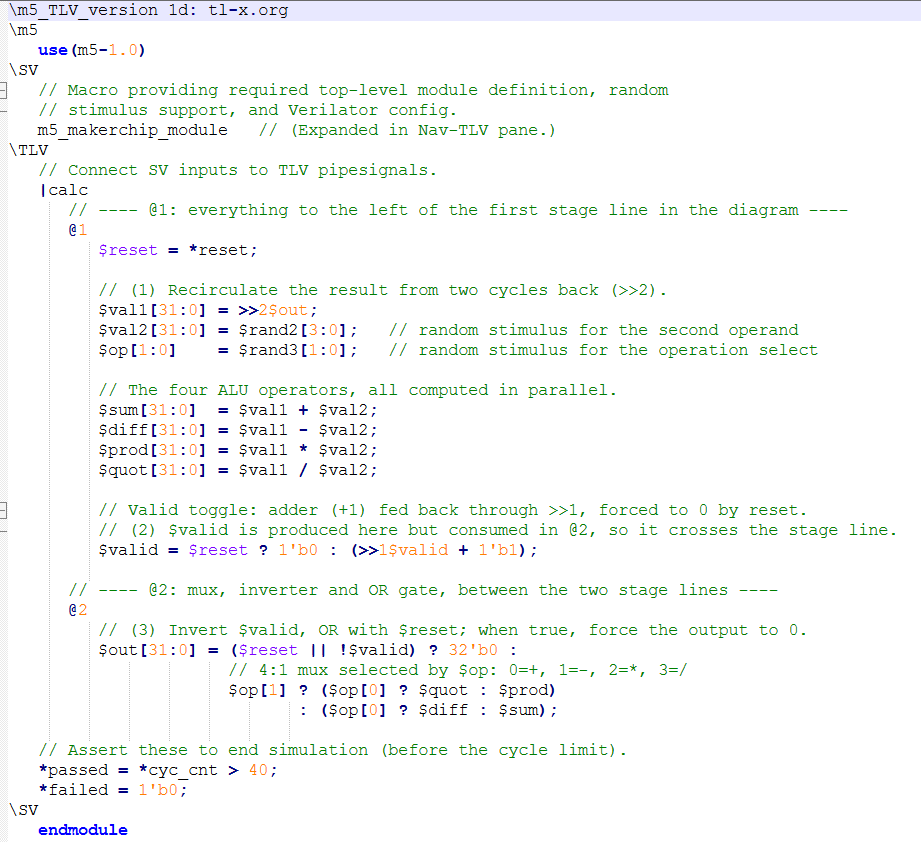 \m5_TLV_version 1d: tl-x.org
\m5
   use(m5-1.0)
\SV
   // Macro providing required top-level module definition, random
   // stimulus support, and Verilator config.
   m5_makerchip_module   // (Expanded in Nav-TLV pane.)
\TLV
   // Connect SV inputs to TLV pipesignals.
   |calc
      // ---- @1: everything to the left of the first stage line in the diagram ----
      @1
         $reset = *reset;
         // (1) Recirculate the result from two cycles back (>>2).
         $val1[31:0] = >>2$out;
         $val2[31:0] = $rand2[3:0];   // random stimulus for the second operand
         $op[1:0]    = $rand3[1:0];   // random stimulus for the operation select
         // The four ALU operators, all computed in parallel.
         $sum[31:0]  = $val1 + $val2;
         $diff[31:0] = $val1 - $val2;
         $prod[31:0] = $val1 * $val2;
         $quot[31:0] = $val1 / $val2;
         // Valid toggle: adder (+1) fed back through >>1, forced to 0 by reset.
         // (2) $valid is produced here but consumed in @2, so it crosses the stage line.
         $valid = $reset ? 1'b0 : (>>1$valid + 1'b1);
      // ---- @2: mux, inverter and OR gate, between the two stage lines ----
      @2
         // (3) Invert $valid, OR with $reset; when true, force the output to 0.
         $out[31:0] = ($reset || !$valid) ? 32'b0 :
                      // 4:1 mux selected by $op: 0=+, 1=-, 2=*, 3=/
                      $op[1] ? ($op[0] ? $quot : $prod)
                             : ($op[0] ? $diff : $sum);
   // Assert these to end simulation (before the cycle limit).
   *passed = *cyc_cnt > 40;
   *failed = 1'b0;
\SV
   endmodule